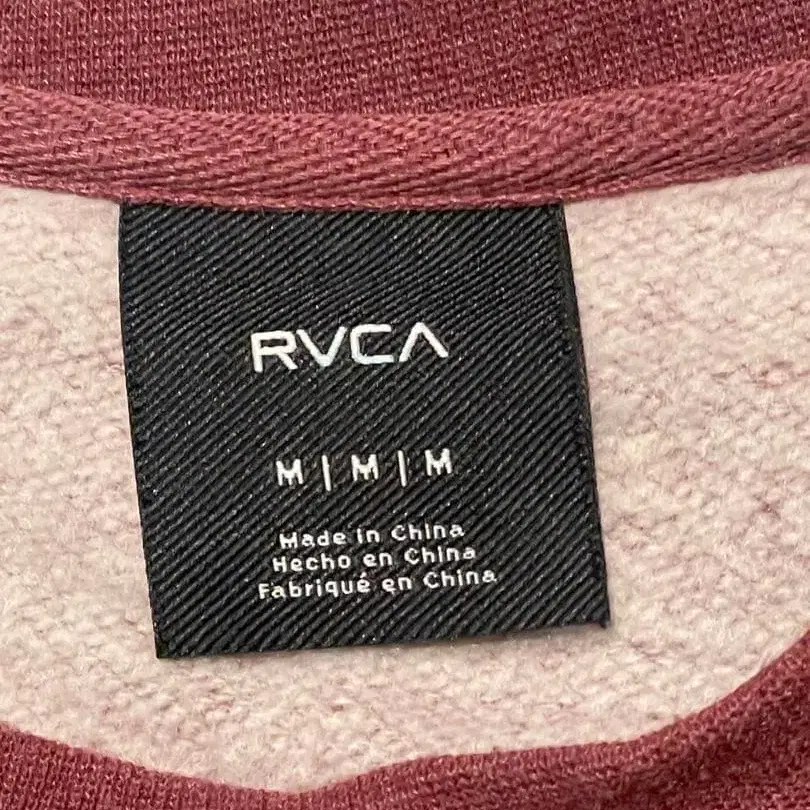 RVCA
M | M | M
Made in China
Hecho en China
Fabriqué en China